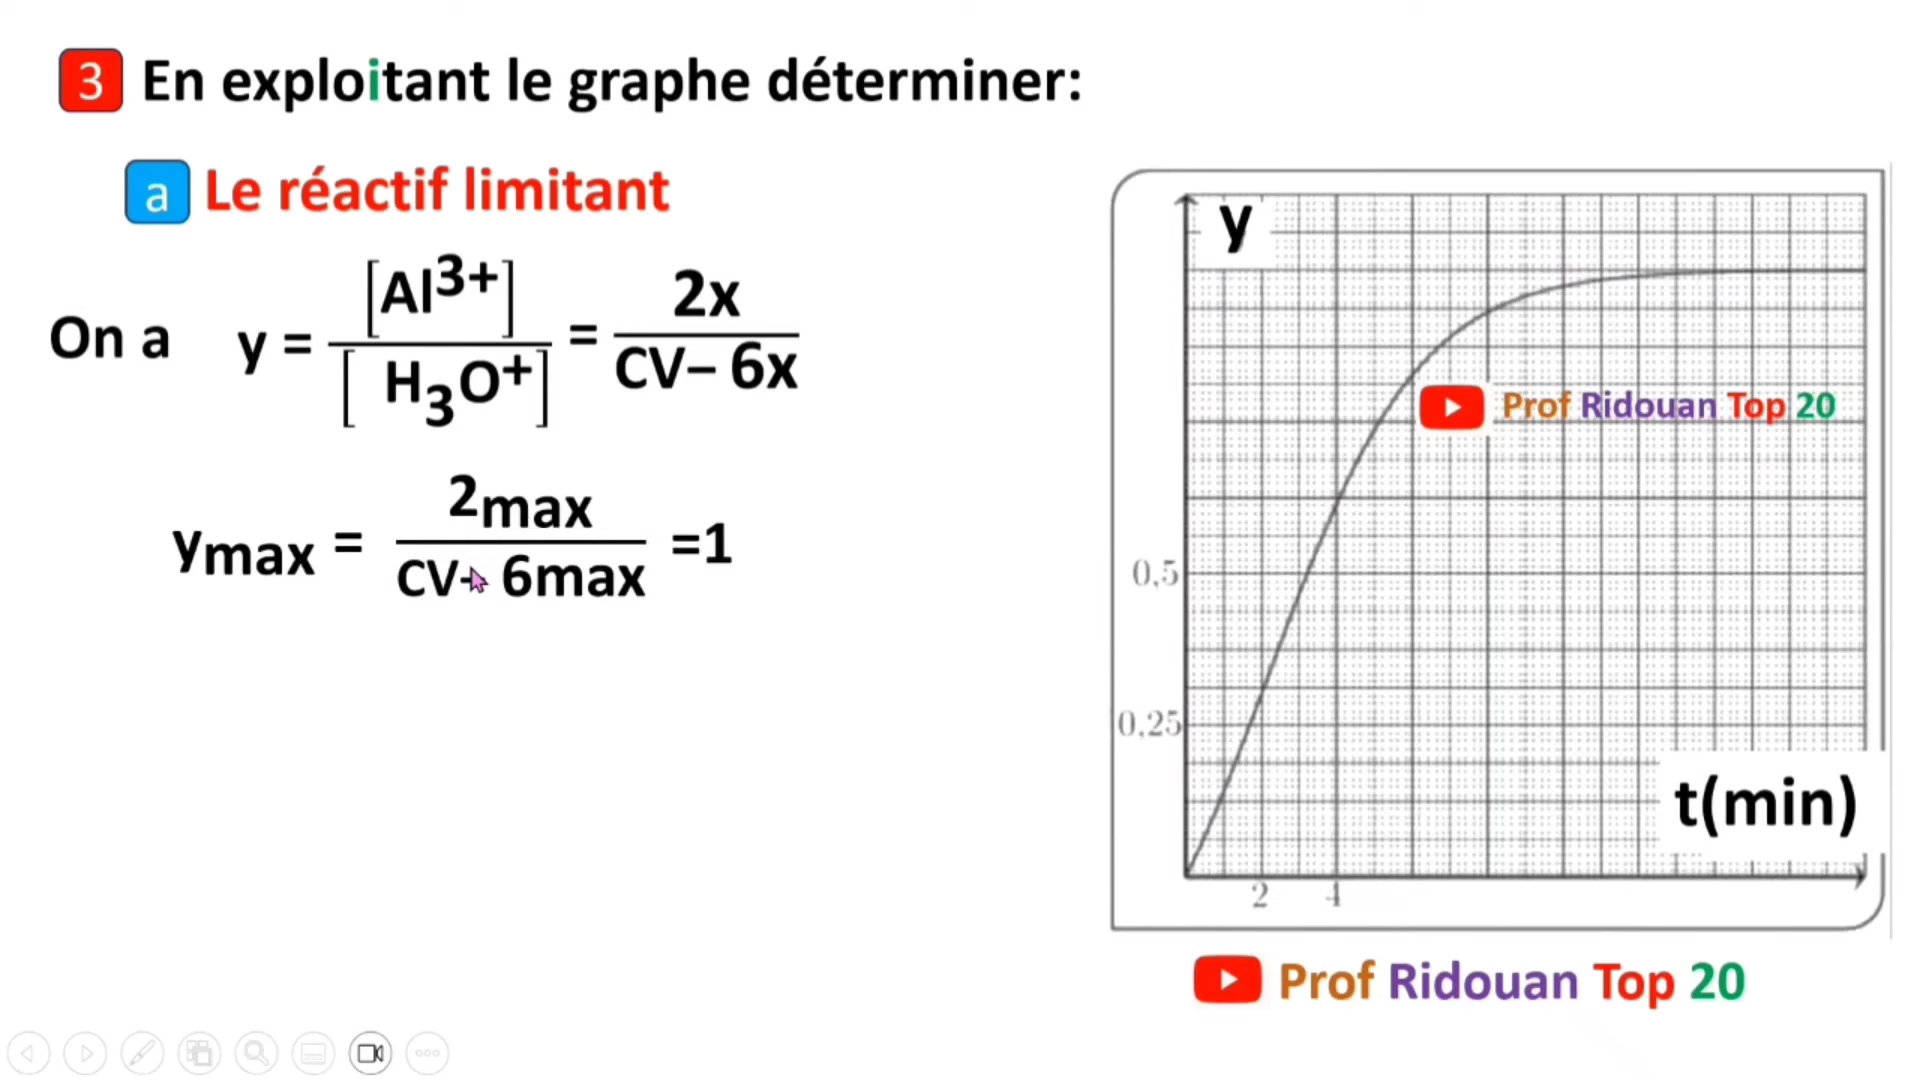 3 En exploitant le graphe déterminer:
a Le réactif limitant
On a y = [Al3+] / [ H3O+] = 2x / CV– 6x
ymax = 2max / CV- 6max =1
y
Prof Ridouan Top 20
0,5
0,25
t(min)
2 4
Prof Ridouan Top 20